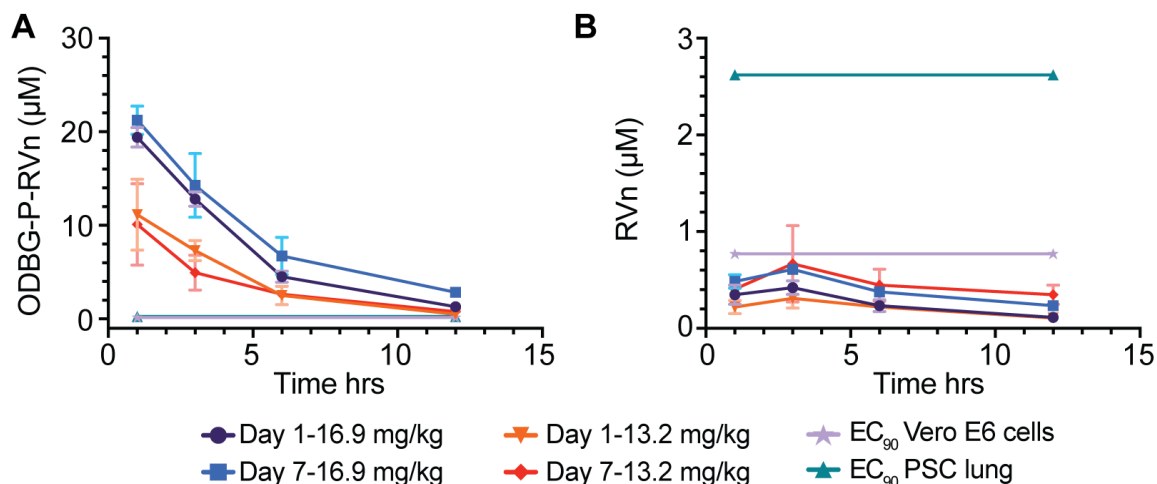 A
30
20
10
0
ODBG-P-RVn (µM)
0
5
10
15
Time hrs
B
3
2
1
0
RVn (µM)
0
5
10
15
Time hrs
Day 1-16.9 mg/kg
Day 1-13.2 mg/kg
EC90 Vero E6 cells
Day 7-16.9 mg/kg
Day 7-13.2 mg/kg
EC90 PSC lung